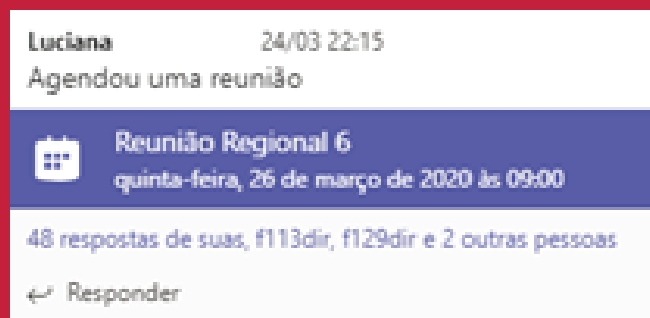 Luciana 24/03 22:15
Agendou uma reunião
Reunião Regional 6
quinta-feira, 26 de março de 2020 às 09:00
48 respostas de suas, f113dir, f129dir e 2 outras pessoas
Responder